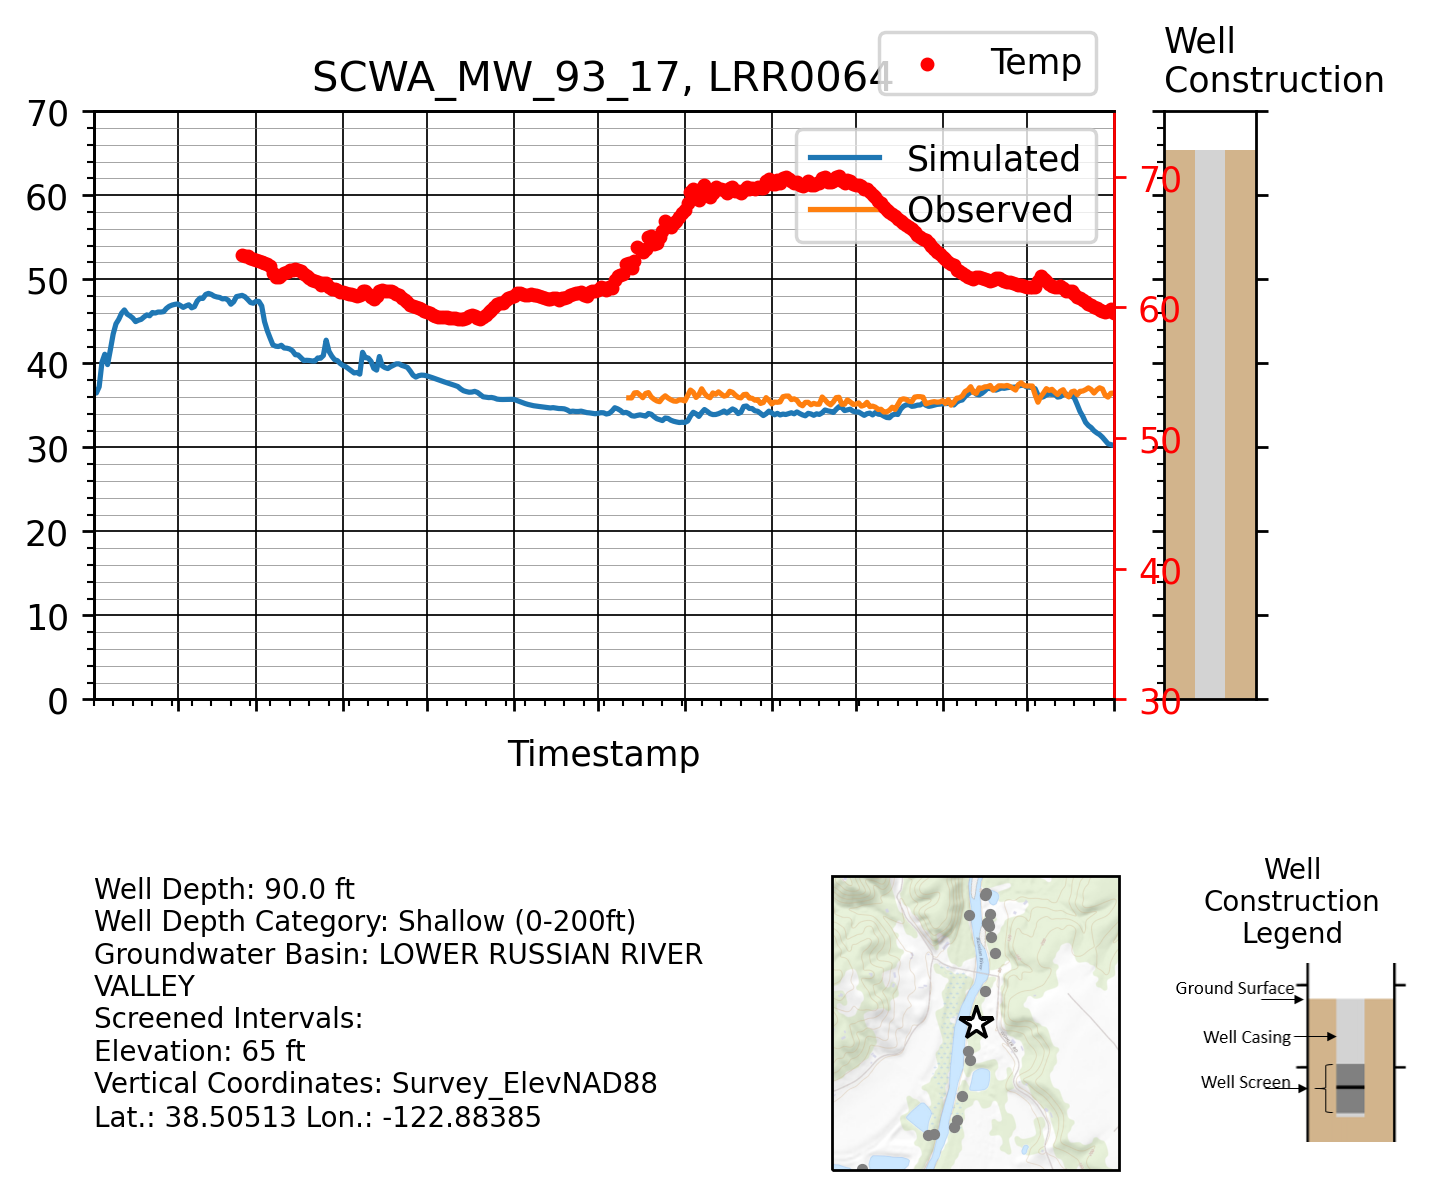 SCWA_MW_93_17, LRR0064
Temp
Well
Construction
Simulated
Observed
70
60
50
40
30
20
10
0
70
60
50
40
30
Timestamp
Well Depth: 90.0 ft
Well Depth Category: Shallow (0-200ft)
Groundwater Basin: LOWER RUSSIAN RIVER
VALLEY
Screened Intervals:
Elevation: 65 ft
Vertical Coordinates: Survey_ElevNAD88
Lat.: 38.50513 Lon.: -122.88385
Well
Construction
Legend
Ground Surface
Well Casing
Well Screen